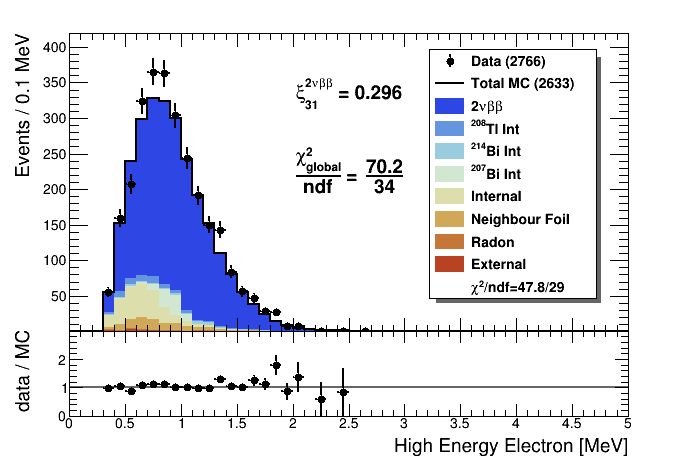 Events / 0.1 MeV
400
350
300
250
200
150
100
50
ξ₃₁²ᵛᵝᵝ = 0.296
χ²global/ndf = 70.2/34
Data (2766)
Total MC (2633)
2νββ
²⁰⁸Tl Int
²¹⁴Bi Int
²⁰⁷Bi Int
Internal
Neighbour Foil
Radon
External
χ²/ndf=47.8/29
data / MC
2
1
0
0 0.5 1 1.5 2 2.5 3 3.5 4 4.5 5
High Energy Electron [MeV]